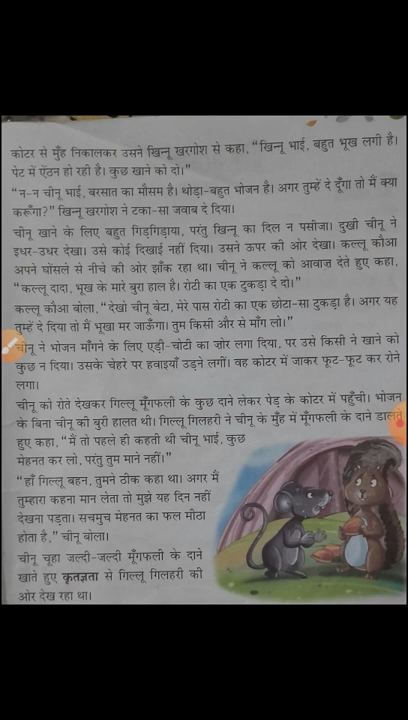 कोटर से मुँह निकालकर उसने खिन्नू खरगोश से कहा, "खिन्नू भाई, बहुत भूख लगी है।
पेट में ऐंठन हो रही है। कुछ खाने को दो।"
"न-न चीनू भाई, बरसात का मौसम है। थोड़ा-बहुत भोजन है। अगर तुम्हें दे दूँगा तो मैं क्या
करूँगा?" खिन्नू खरगोश ने टका-सा जवाब दे दिया।
चीनू खाने के लिए बहुत गिड़गिड़ाया, परंतु खिन्नू का दिल न पसीजा। दुखी चीनू ने
इधर-उधर देखा। उसे कोई दिखाई नहीं दिया। उसने ऊपर की ओर देखा। कल्लू कौआ
अपने घोंसले से नीचे की ओर झाँक रहा था। चीनू ने कल्लू को आवाज़ देते हुए कहा,
"कल्लू दादा, भूख के मारे बुरा हाल है। रोटी का एक टुकड़ा दे दो।"
कल्लू कौआ बोला, "देखो चीनू बेटा, मेरे पास रोटी का एक छोटा-सा टुकड़ा है। अगर यह
तुम्हें दे दिया तो मैं भूखा मर जाऊँगा। तुम किसी और से माँग लो।"
चीनू ने भोजन माँगने के लिए एड़ी-चोटी का ज़ोर लगा दिया, पर उसे किसी ने खाने को
कुछ न दिया। उसके चेहरे पर हवाइयाँ उड़ने लगीं। वह कोटर में जाकर फूट-फूट कर रोने
लगा।
चीनू को रोते देखकर गिल्लू मूँगफली के कुछ दाने लेकर पेड़ के कोटर में पहुँची। भोजन
के बिना चीनू की बुरी हालत थी। गिल्लू गिलहरी ने चीनू के मुँह में मूँगफली के दाने डालते
हुए कहा, "मैं तो पहले ही कहती थी चीनू भाई, कुछ
मेहनत कर लो, परंतु तुम माने नहीं।"
"हाँ गिल्लू बहन, तुमने ठीक कहा था। अगर मैं
तुम्हारा कहना मान लेता तो मुझे यह दिन नहीं
देखना पड़ता। सचमुच मेहनत का फल मीठा
होता है," चीनू बोला।
चीनू चूहा जल्दी-जल्दी मूँगफली के दाने
खाते हुए कृतज्ञता से गिल्लू गिलहरी की
ओर देख रहा था।